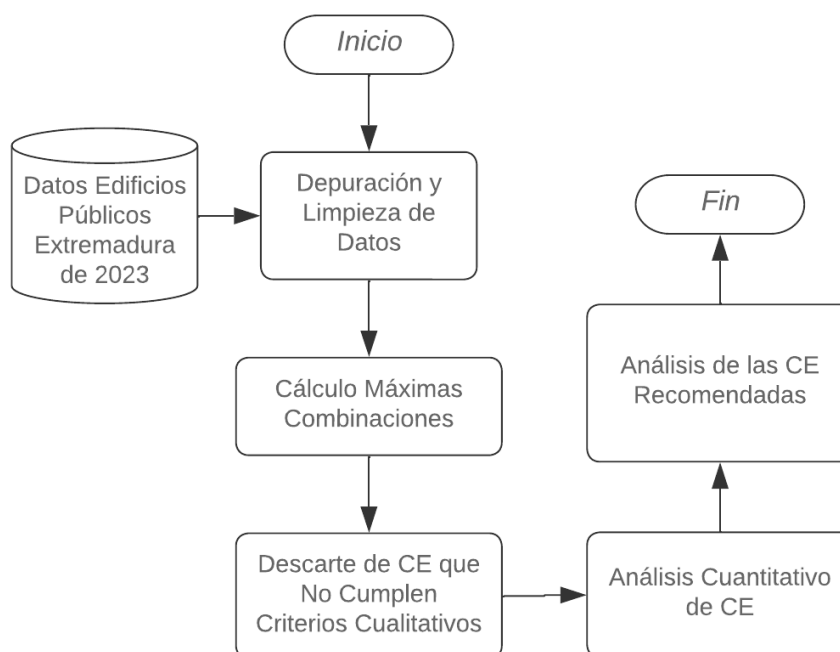 Inicio
Datos Edificios
Públicos
Extremadura
de 2023
Depuración y
Limpieza de
Datos
Cálculo Máximas
Combinaciones
Descarte de CE que
No Cumplen
Criterios Cualitativos
Análisis Cuantitativo
de CE
Análisis de las CE
Recomendadas
Fin